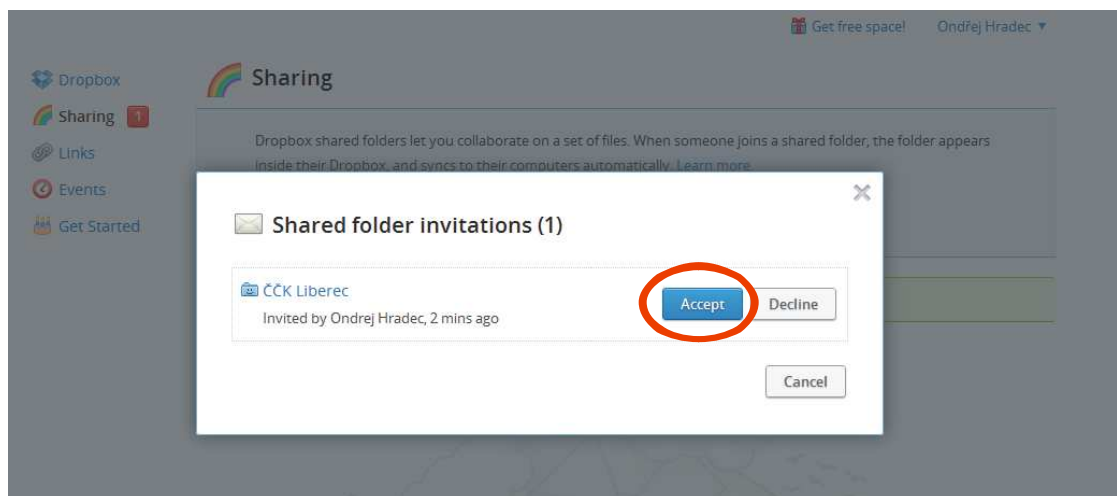 Get free space! Ondřej Hradec
Dropbox
Sharing 1
Links
Events
Get Started
Sharing
Dropbox shared folders let you collaborate on a set of files. When someone joins a shared folder, the folder appears
inside their Dropbox, and syncs to their computers automatically. Learn more.
Shared folder invitations (1)
ČČK Liberec
Invited by Ondrej Hradec, 2 mins ago
Accept Decline
Cancel